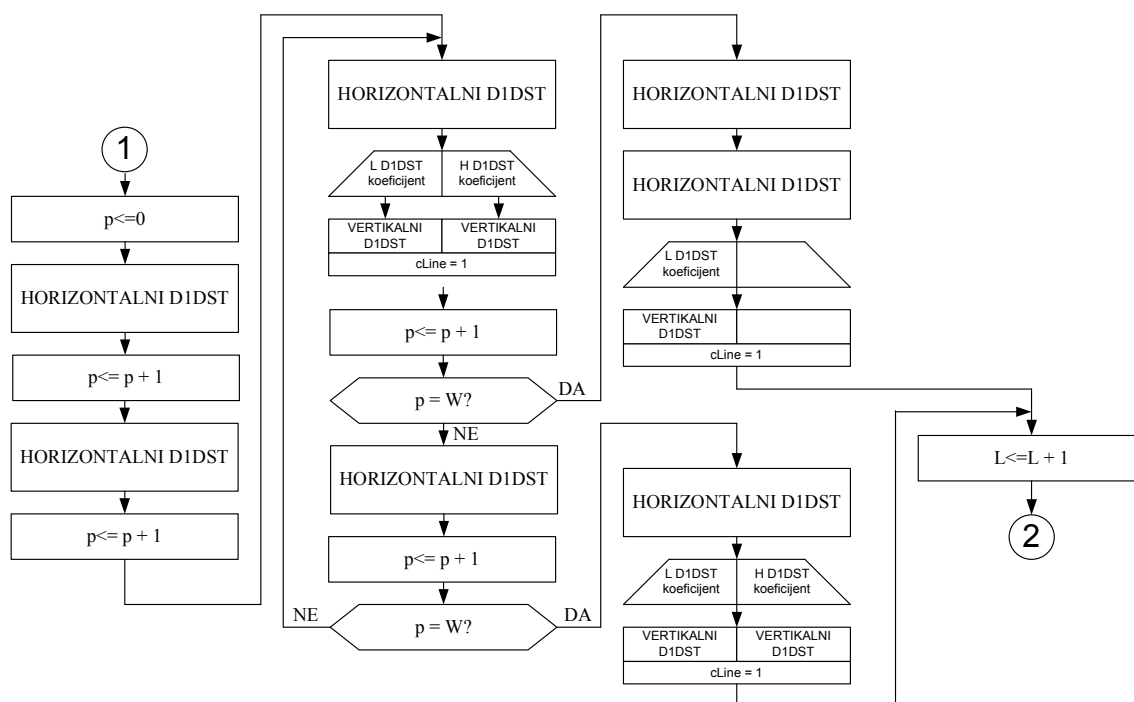 1
p<=0
HORIZONTALNI D1DST
p<= p + 1
HORIZONTALNI D1DST
p<= p + 1
HORIZONTALNI D1DST
L D1DST
koeficijent
H D1DST
koeficijent
VERTIKALNI
D1DST
VERTIKALNI
D1DST
cLine = 1
p<= p + 1
p = W?
DA
NE
HORIZONTALNI D1DST
p<= p + 1
p = W?
NE
DA
HORIZONTALNI D1DST
HORIZONTALNI D1DST
L D1DST
koeficijent
VERTIKALNI
D1DST
cLine = 1
HORIZONTALNI D1DST
L D1DST
koeficijent
H D1DST
koeficijent
VERTIKALNI
D1DST
VERTIKALNI
D1DST
cLine = 1
L<=L + 1
2